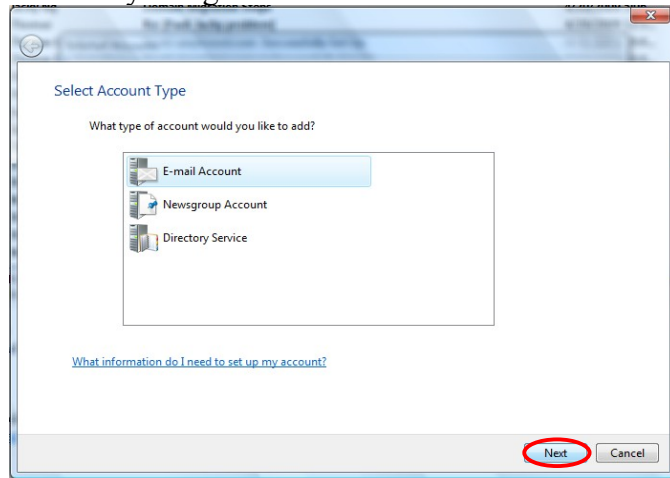 Select Account Type
What type of account would you like to add?
E-mail Account
Newsgroup Account
Directory Service
What information do I need to set up my account?
Next
Cancel